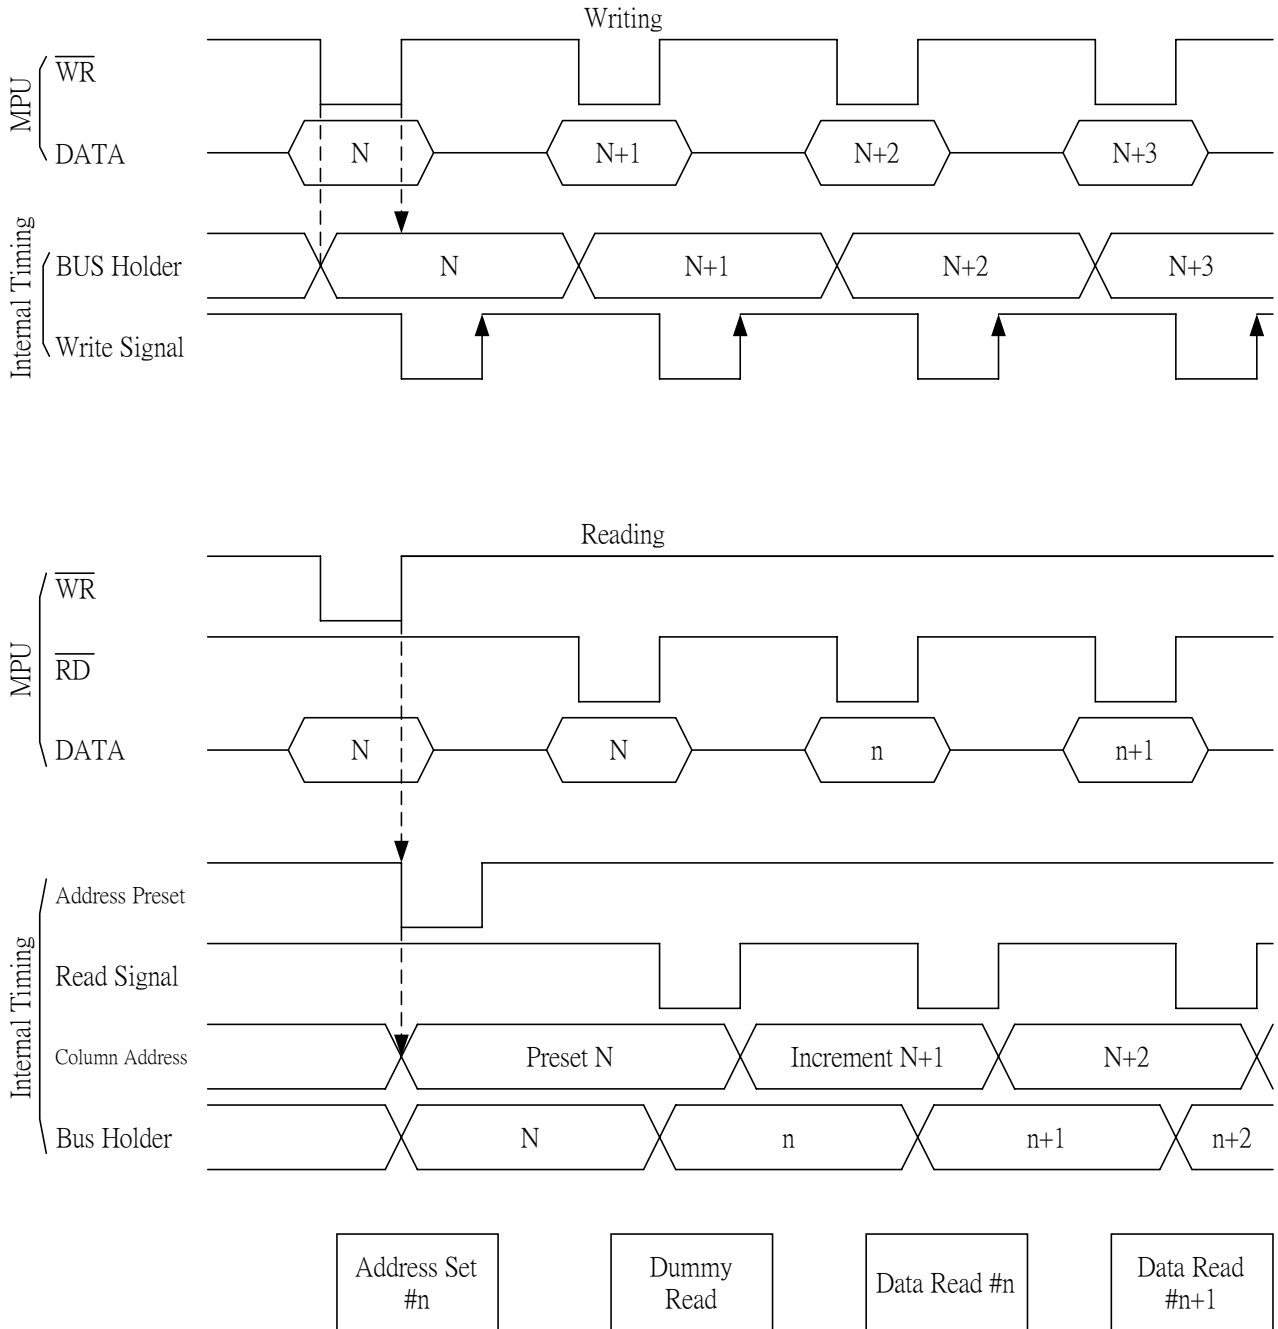 Writing
MPU
WR
DATA
N
N+1
N+2
N+3
Internal Timing
BUS Holder
N
N+1
N+2
N+3
Write Signal
Reading
MPU
WR
RD
DATA
N
N
n
n+1
Internal Timing
Address Preset
Read Signal
Column Address
Preset N
Increment N+1
N+2
Bus Holder
N
n
n+1
n+2
Address Set
#n
Dummy
Read
Data Read #n
Data Read
#n+1